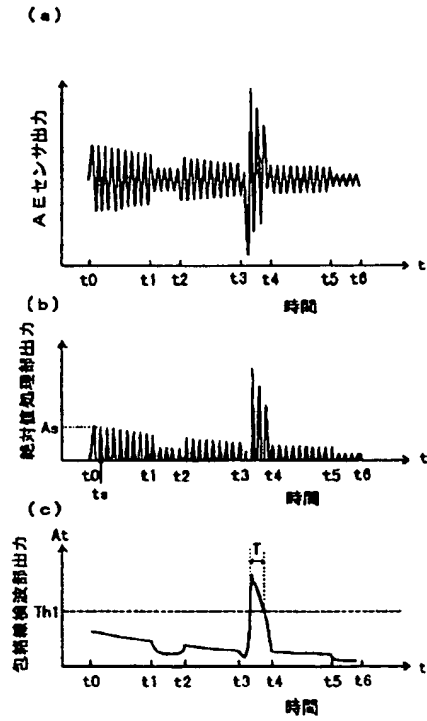 (a)
AEセンサ出力
t0 t1 t2 t3 t4 t5 t6 t
時間
(b)
絶対値処理部出力
As
t0 t1 t2 t3 t4 t5 t6 t
ts
時間
(c)
At
包絡線検波部出力
T
Th1
t0 t1 t2 t3 t4 t5 t6 t
時間